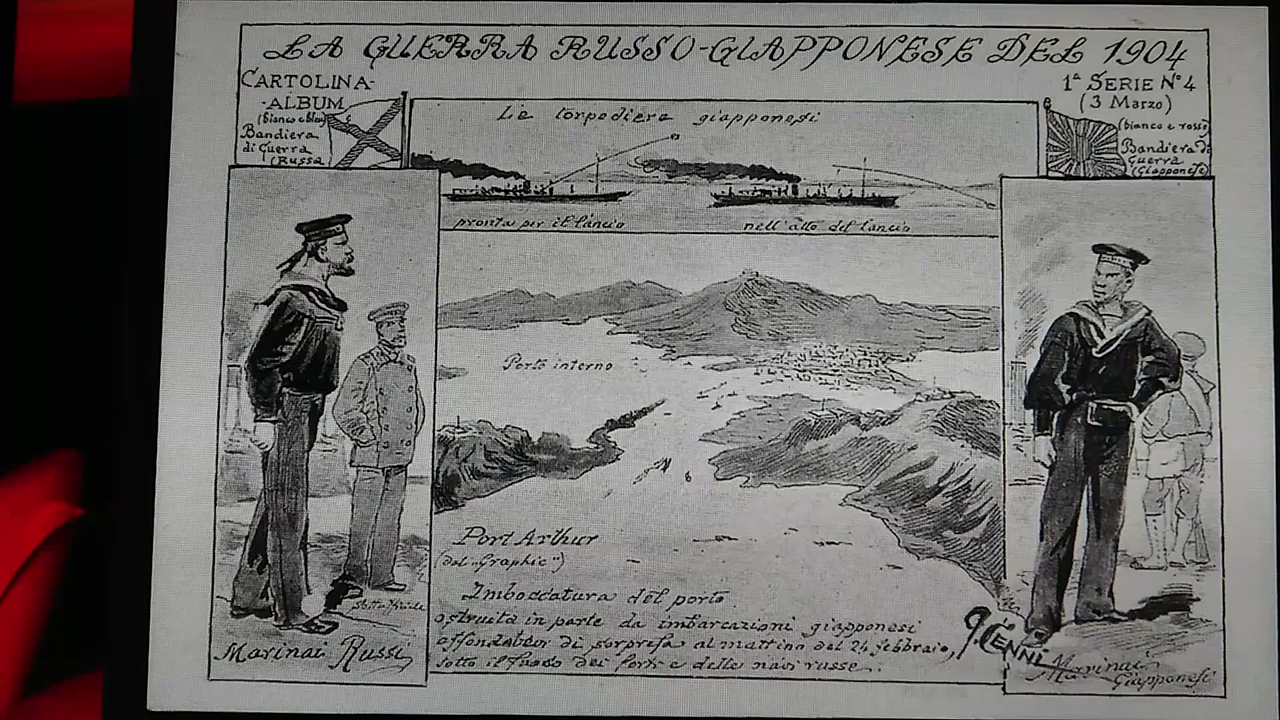 LA GUERRA RUSSO-GIAPPONESE DEL 1904
CARTOLINA-
-ALBUM
(bianco e bleu)
Bandiera
di Guerra
(Russa
1ª SERIE Nº 4
(3 Marzo)
(bianco e rosso)
Bandiera di
Guerra
(Giapponese)
Le torpediere giapponesi
pronta per il lancio
nell'atto del lancio
Porto interno
Port Arthur
(del „Graphic")
Imboccatura del porto
ostruita in parte da imbarcazioni giapponesi
affondatevi di sorpresa al mattino del 24 febbraio,
sotto il fuoco dei forti e delle navi russe.
Q. CENNI
Marinai Russi
Marinai
Giapponesi